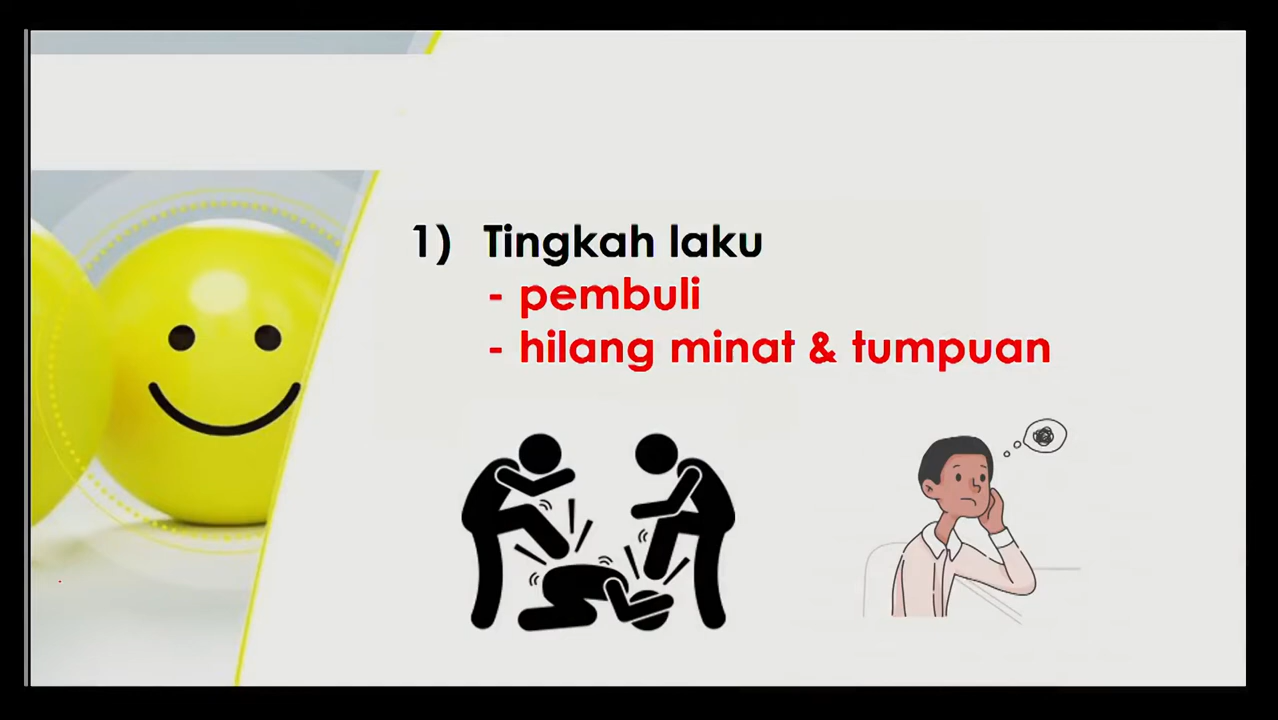 1) Tingkah laku
- pembuli
- hilang minat & tumpuan